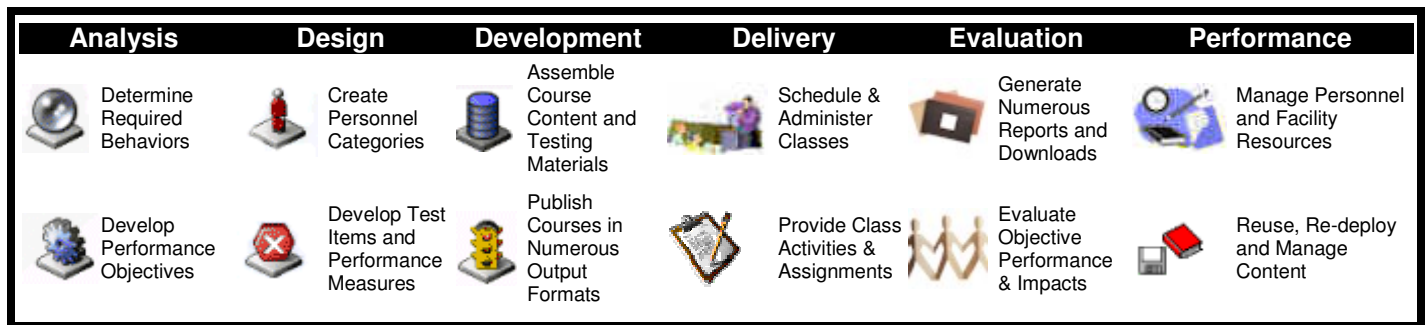 Analysis Design Development Delivery Evaluation Performance
Determine
Required
Behaviors
Create
Personnel
Categories
Assemble
Course
Content and
Testing
Materials
Schedule &
Administer
Classes
Generate
Numerous
Reports and
Downloads
Manage Personnel
and Facility
Resources
Develop
Performance
Objectives
Develop Test
Items and
Performance
Measures
Publish
Courses in
Numerous
Output
Formats
Provide Class
Activities &
Assignments
Evaluate
Objective
Performance
& Impacts
Reuse, Re-deploy
and Manage
Content